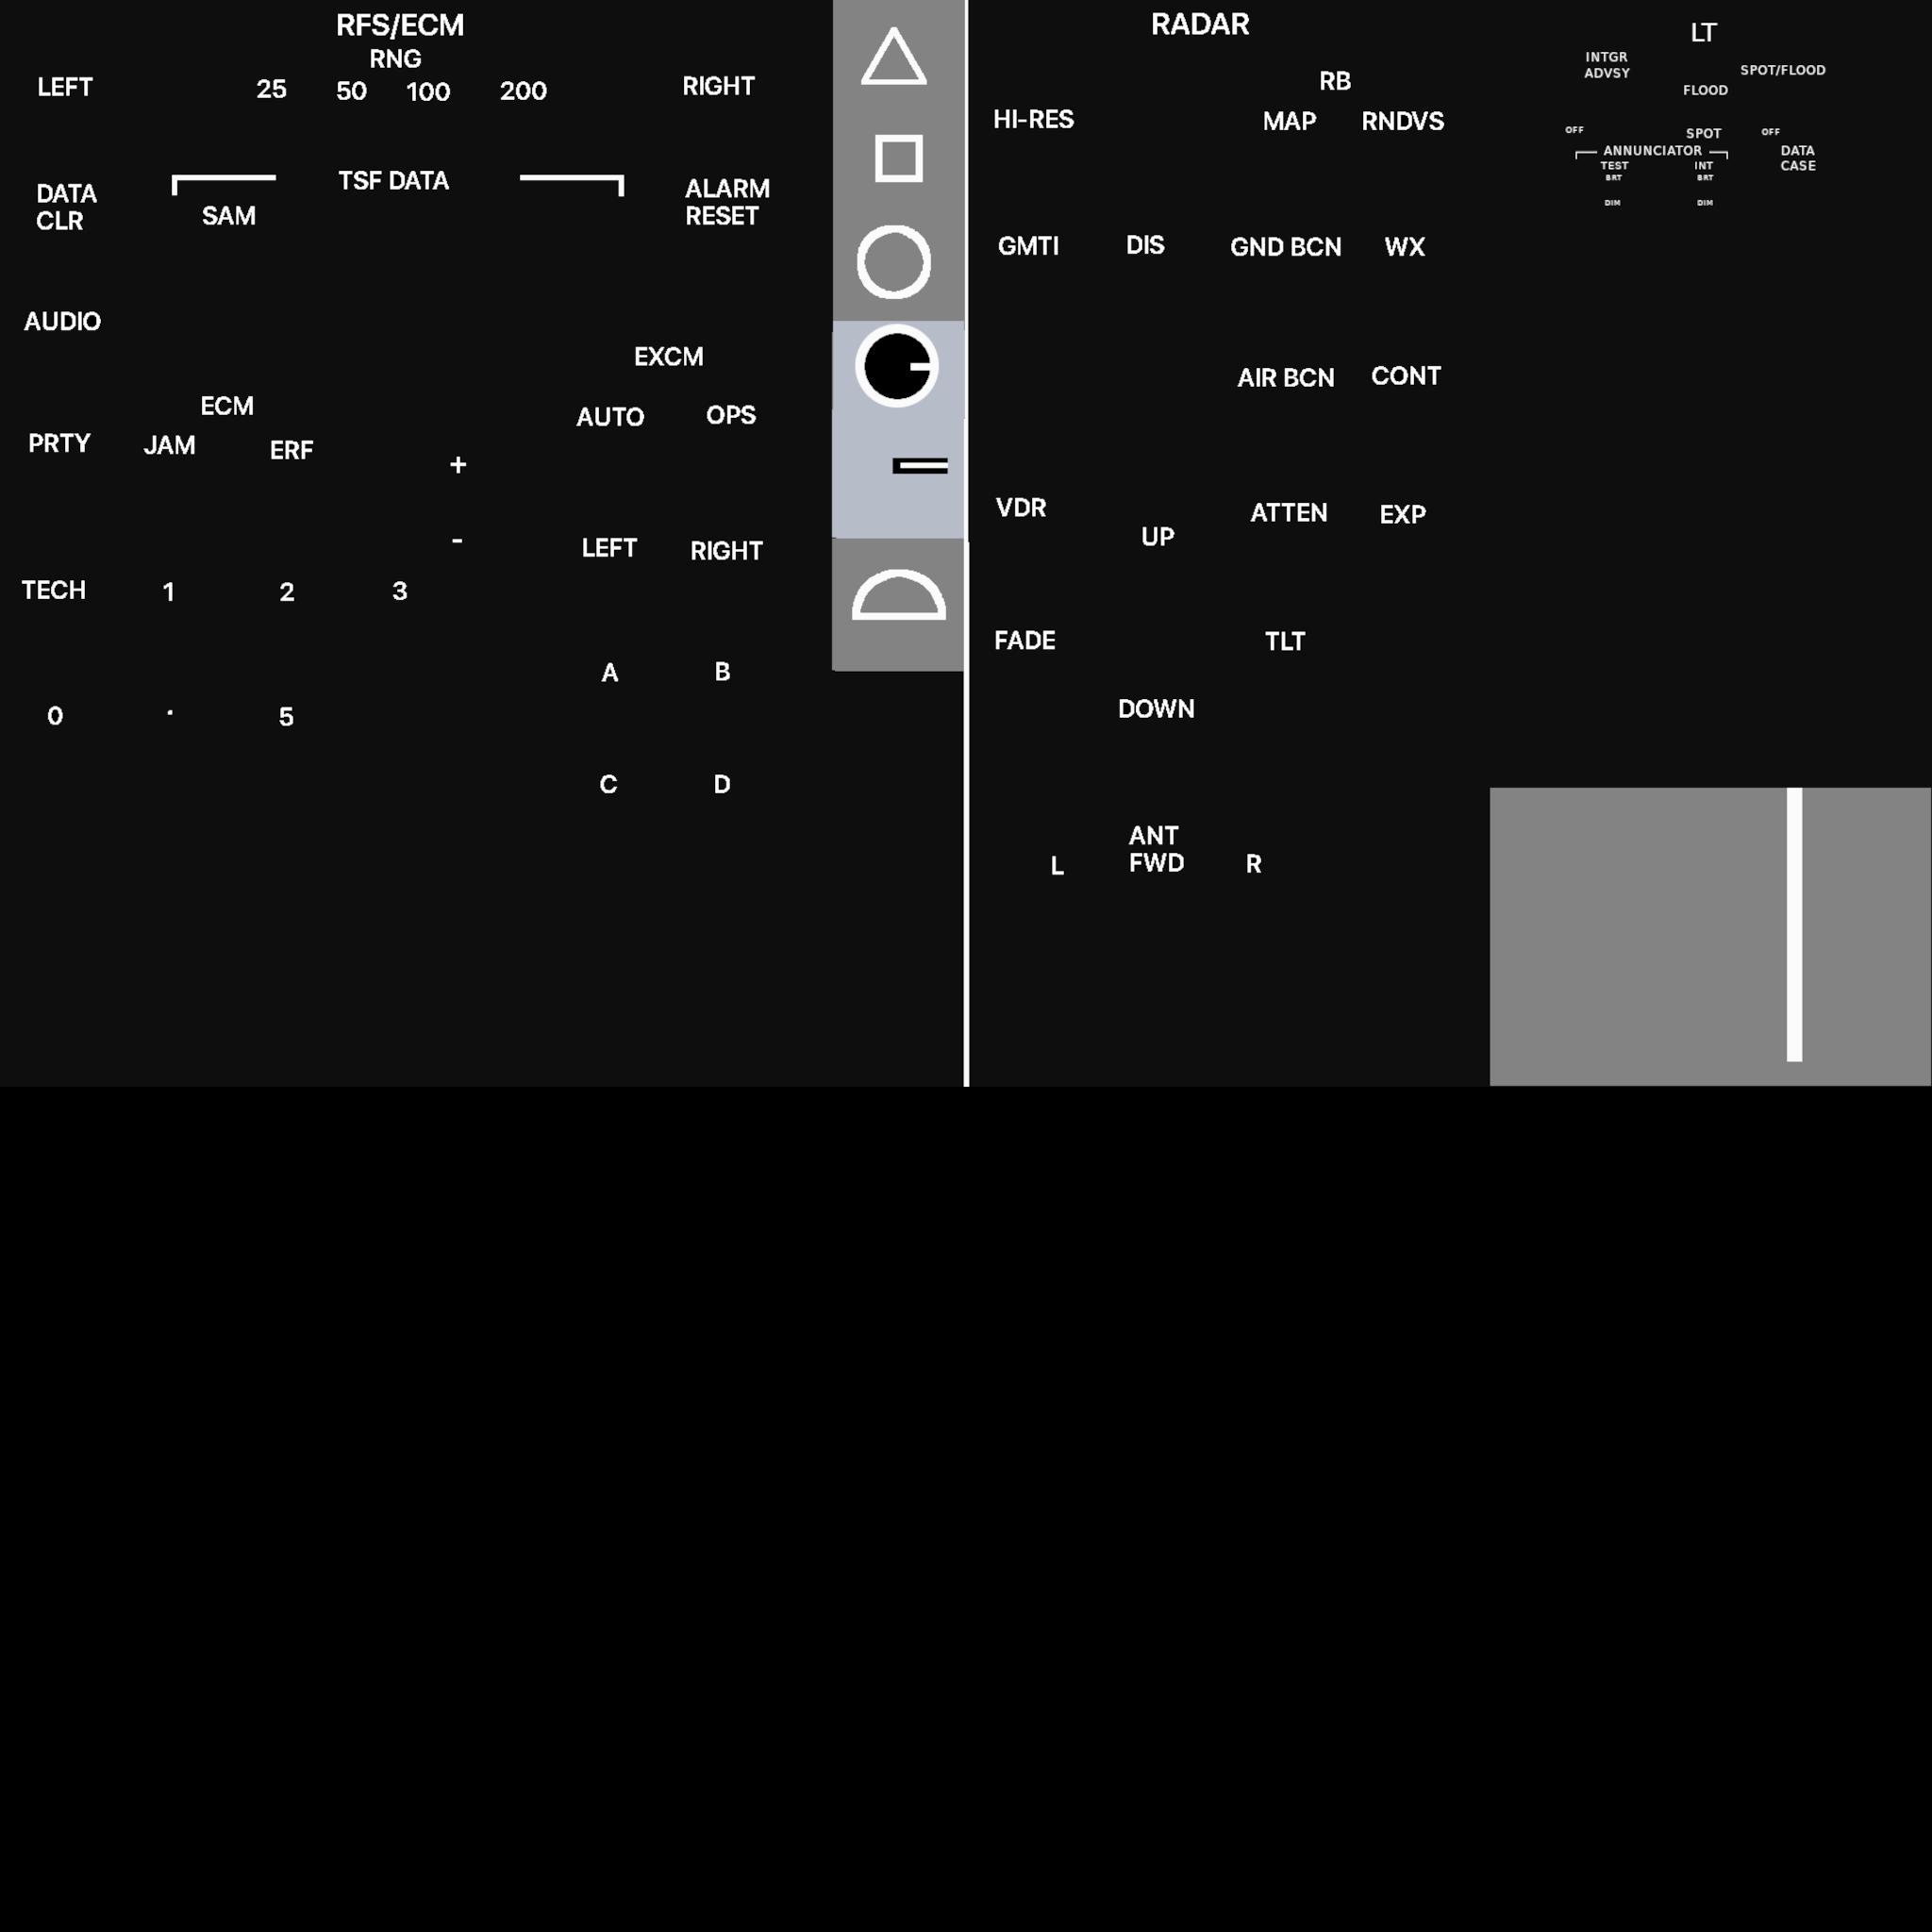 RFS/ECM
RNG
LEFT 25 50 100 200 RIGHT
TSF DATA
DATA
CLR
SAM
ALARM
RESET
AUDIO
EXCM
ECM
AUTO OPS
PRTY JAM ERF
+
-
LEFT RIGHT
TECH 1 2 3
A B
0 . 5
C D
RADAR
RB
HI-RES MAP RNDVS
GMTI DIS GND BCN WX
AIR BCN CONT
VDR ATTEN EXP
UP
FADE TLT
DOWN
ANT
L FWD R
LT
INTGR
ADVSY
SPOT/FLOOD
FLOOD
OFF SPOT OFF
ANNUNCIATOR
DATA
CASE
TEST INT
BRT BRT
DIM DIM